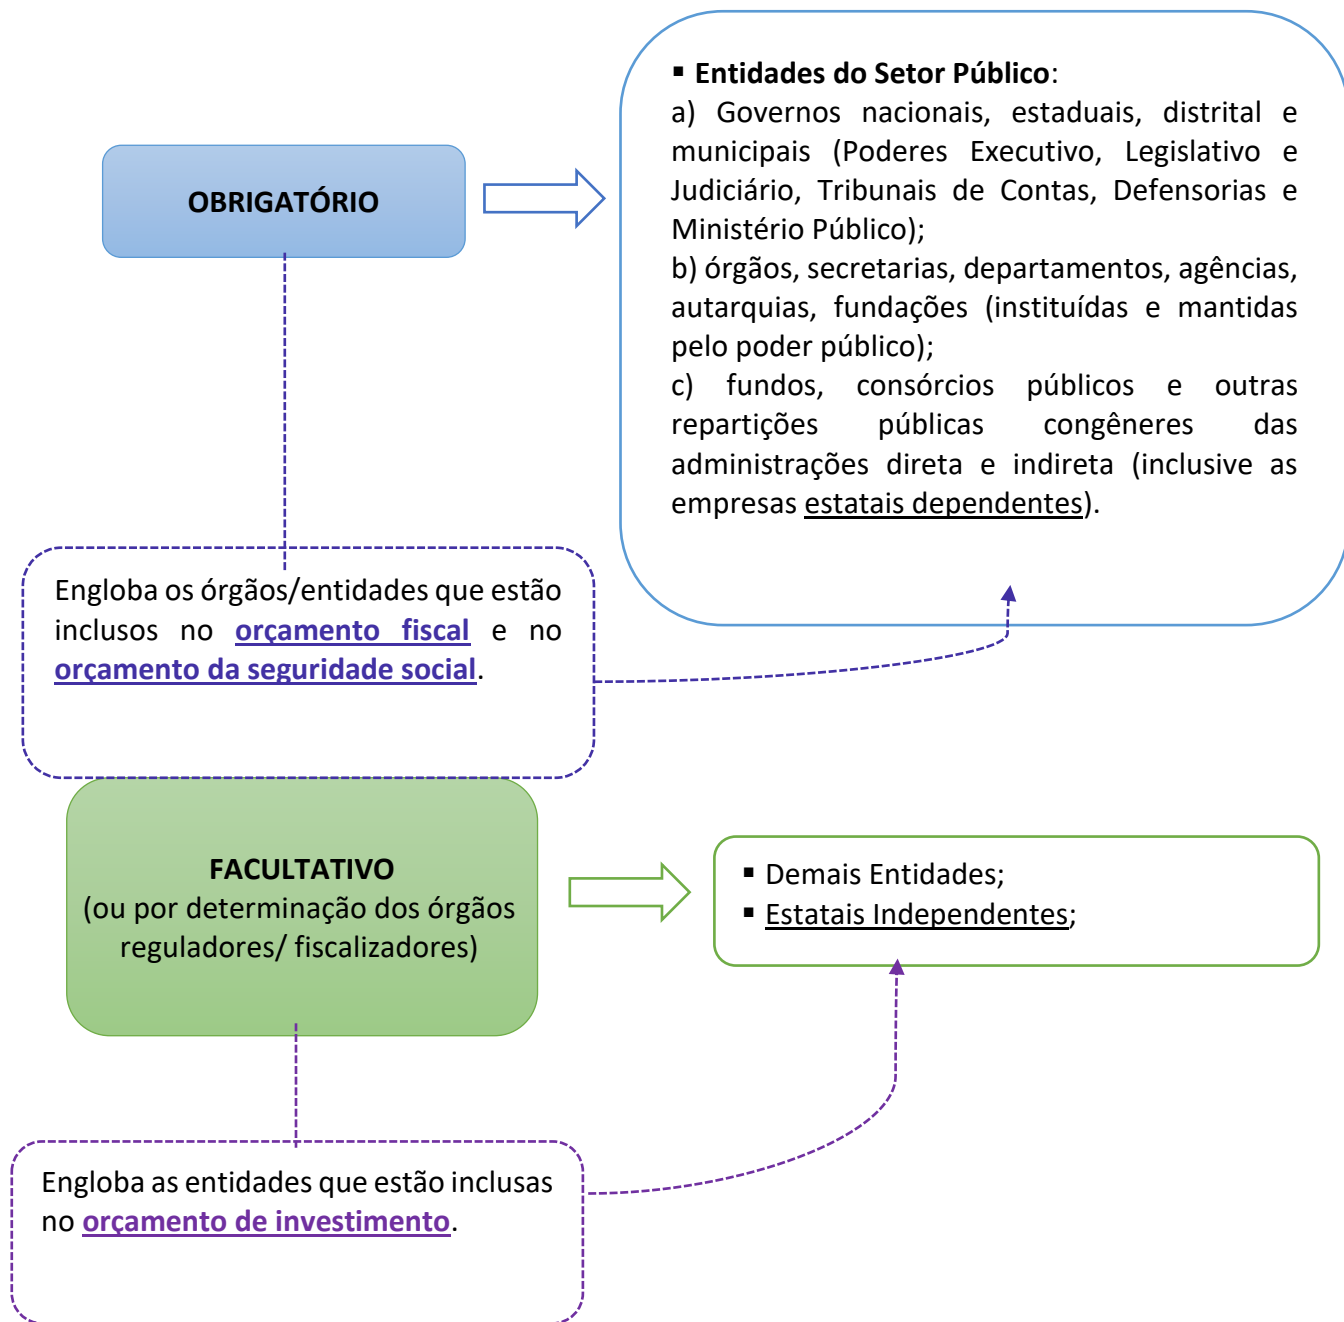 ▪ Entidades do Setor Público:
a) Governos nacionais, estaduais, distrital e
municipais (Poderes Executivo, Legislativo e
Judiciário, Tribunais de Contas, Defensorias e
Ministério Público);
b) órgãos, secretarias, departamentos, agências,
autarquias, fundações (instituídas e mantidas
pelo poder público);
c) fundos, consórcios públicos e outras
repartições públicas congêneres das
administrações direta e indireta (inclusive as
empresas estatais dependentes).
OBRIGATÓRIO
Engloba os órgãos/entidades que estão
inclusos no orçamento fiscal e no
orçamento da seguridade social.
FACULTATIVO
(ou por determinação dos órgãos
reguladores/ fiscalizadores)
▪ Demais Entidades;
▪ Estatais Independentes;
Engloba as entidades que estão inclusas
no orçamento de investimento.